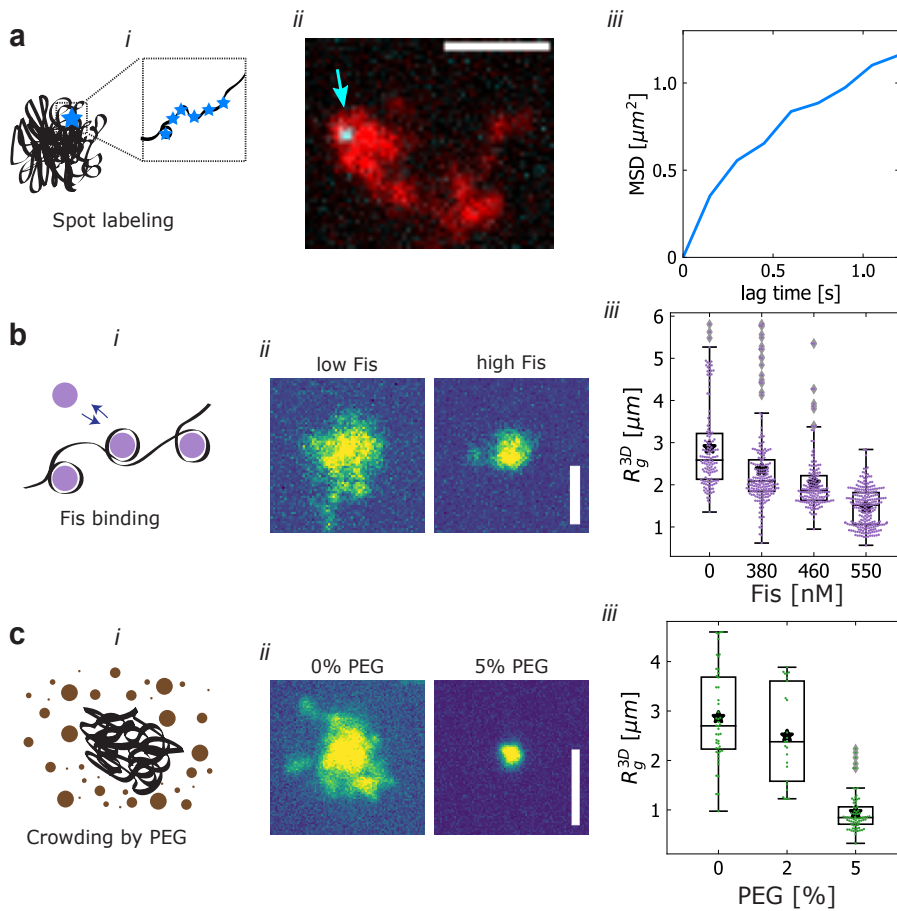 a
i
ii
iii
Spot labeling
MSD [μm²]
1.0
0.5
0
0
0.5
1.0
lag time [s]
b
i
ii
iii
low Fis
high Fis
Fis binding
R_g^3D [μm]
6
5
4
3
2
1
0
380
460
550
Fis [nM]
c
i
ii
iii
0% PEG
5% PEG
Crowding by PEG
R_g^3D [μm]
4
3
2
1
0
2
5
PEG [%]